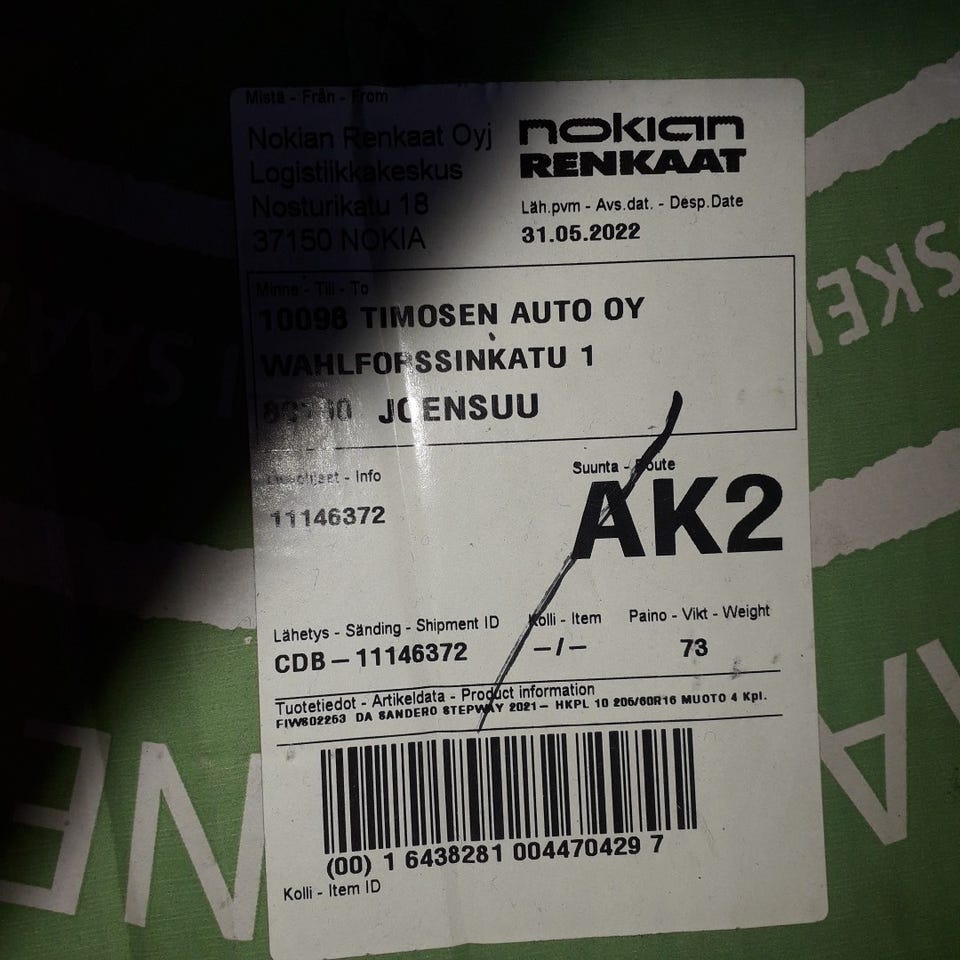 Mistä - Från - From
Nokian Renkaat Oyj
Logistiikkakeskus
Nosturikatu 18
37150 NOKIA
nokian
RENKAAT
Läh.pvm - Avs.dat. - Desp.Date
31.05.2022
Minne - Till - To
10098 TIMOSEN AUTO OY
WAHLFORSSINKATU 1
JOENSUU
- Info
11146372
Suunta - Route
AK2
Lähetys - Sänding - Shipment ID
CDB-11146372
Kolli - Item
-/-
Paino - Vikt - Weight
73
Tuotetiedot - Artikeldata - Product information
FIW602263 DA SANDERO STEPWAY 2021- HKPL 10 205/60R16 MUOTO 4 Kpl.
(00) 1 6438281 004470429 7
Kolli - Item ID